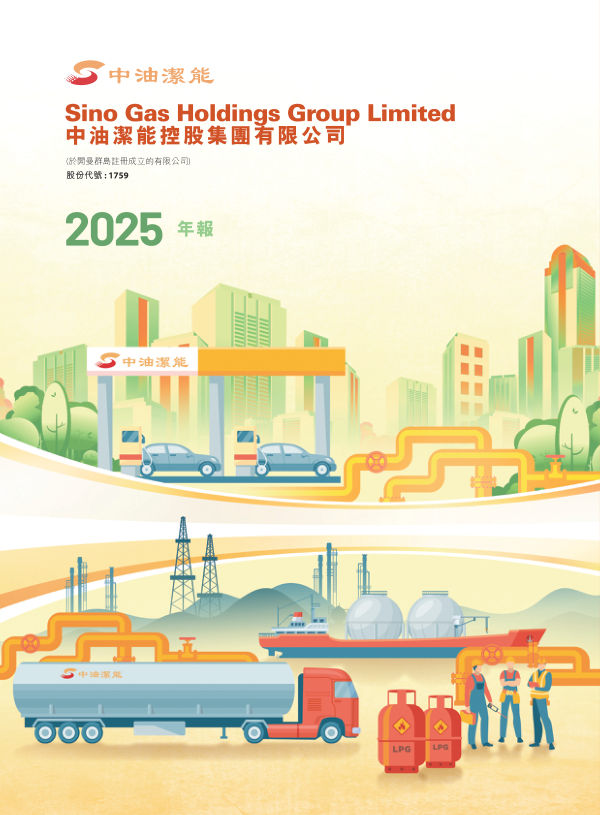 中油潔能
Sino Gas Holdings Group Limited
中油潔能控股集團有限公司
(於開曼群島註冊成立的有限公司)
股份代號 : 1759
2025 年報
中油潔能
中油潔能
LPG
LPG